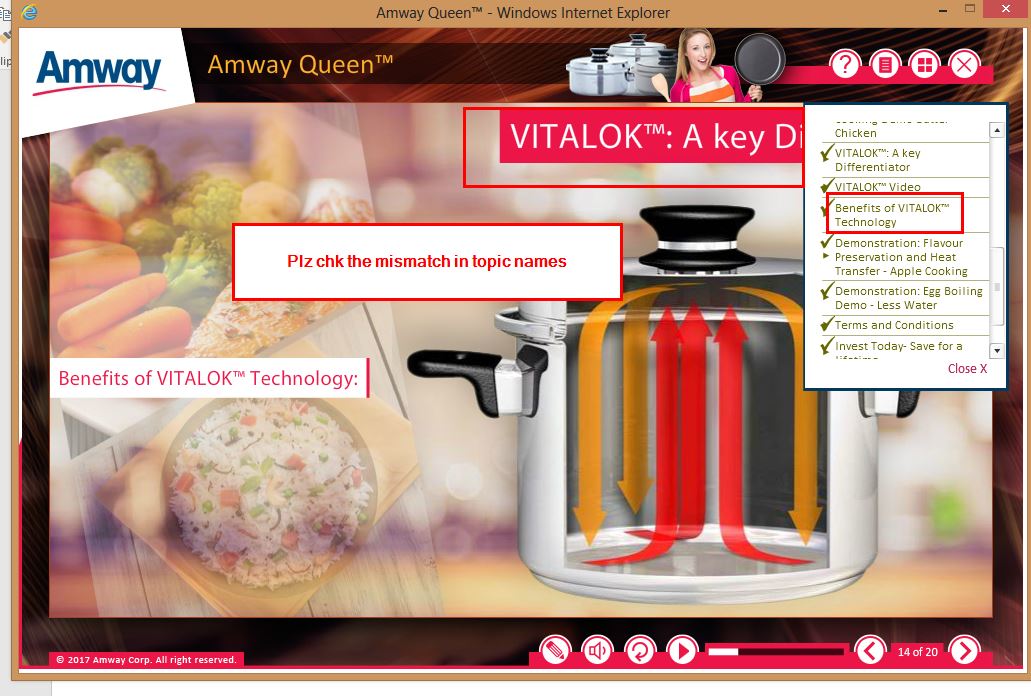 Amway Queen™ - Windows Internet Explorer
Amway
Amway Queen™
?
VITALOK™: A key Di
Chicken
VITALOK™: A key
Differentiator
VITALOK™ Video
Benefits of VITALOK™
Technology
Demonstration: Flavour
Preservation and Heat
Transfer - Apple Cooking
Demonstration: Egg Boiling
Demo - Less Water
Terms and Conditions
Invest Today- Save for a
Close X
Plz chk the mismatch in topic names
Benefits of VITALOK™ Technology:
© 2017 Amway Corp. All right reserved.
14 of 20